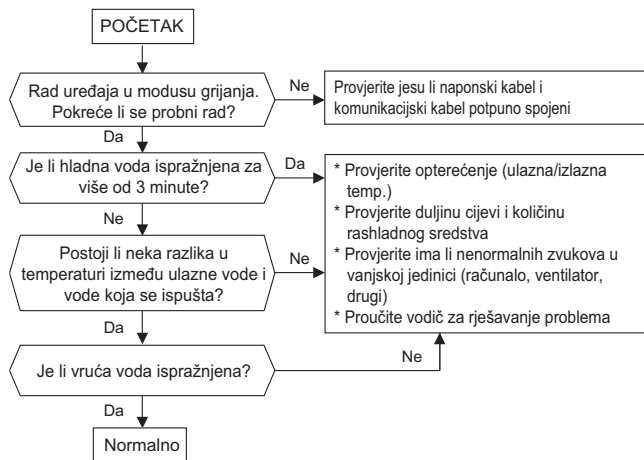 POČETAK
Rad uređaja u modusu grijanja.
Pokreće li se probni rad?
Ne
Provjerite jesu li naponski kabel i
komunikacijski kabel potpuno spojeni
Da
Je li hladna voda ispražnjena za
više od 3 minute?
Da
* Provjerite opterećenje (ulazna/izlazna
temp.)
* Provjerite duljinu cijevi i količinu
rashladnog sredstva
* Provjerite ima li nenormalnih zvukova u
vanjskoj jedinici (računalo, ventilator,
drugi)
* Proučite vodič za rješavanje problema
Ne
Postoji li neka razlika u
temperaturi između ulazne vode i
vode koja se ispušta?
Ne
Da
Je li vruća voda ispražnjena?
Ne
Da
Normalno